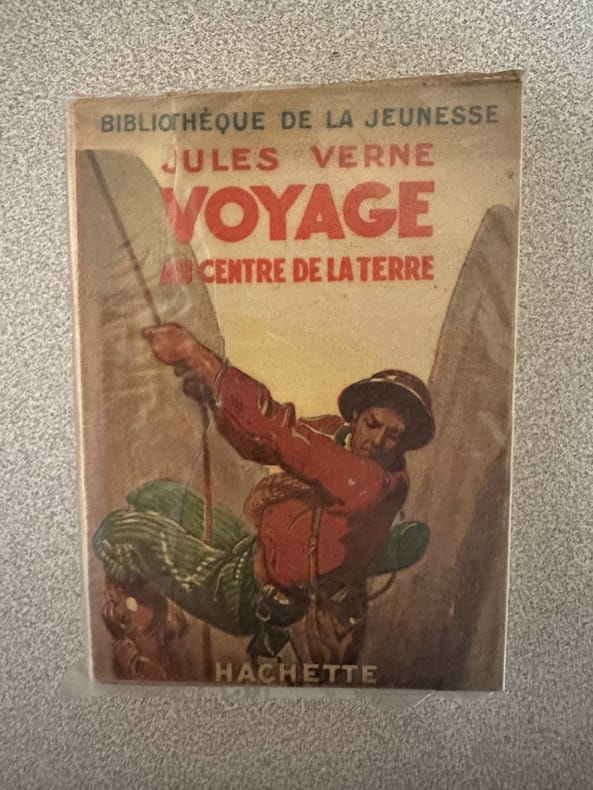 BIBLIOTHÈQUE DE LA JEUNESSE
JULES VERNE
VOYAGE
AU CENTRE DE LA TERRE
HACHETTE